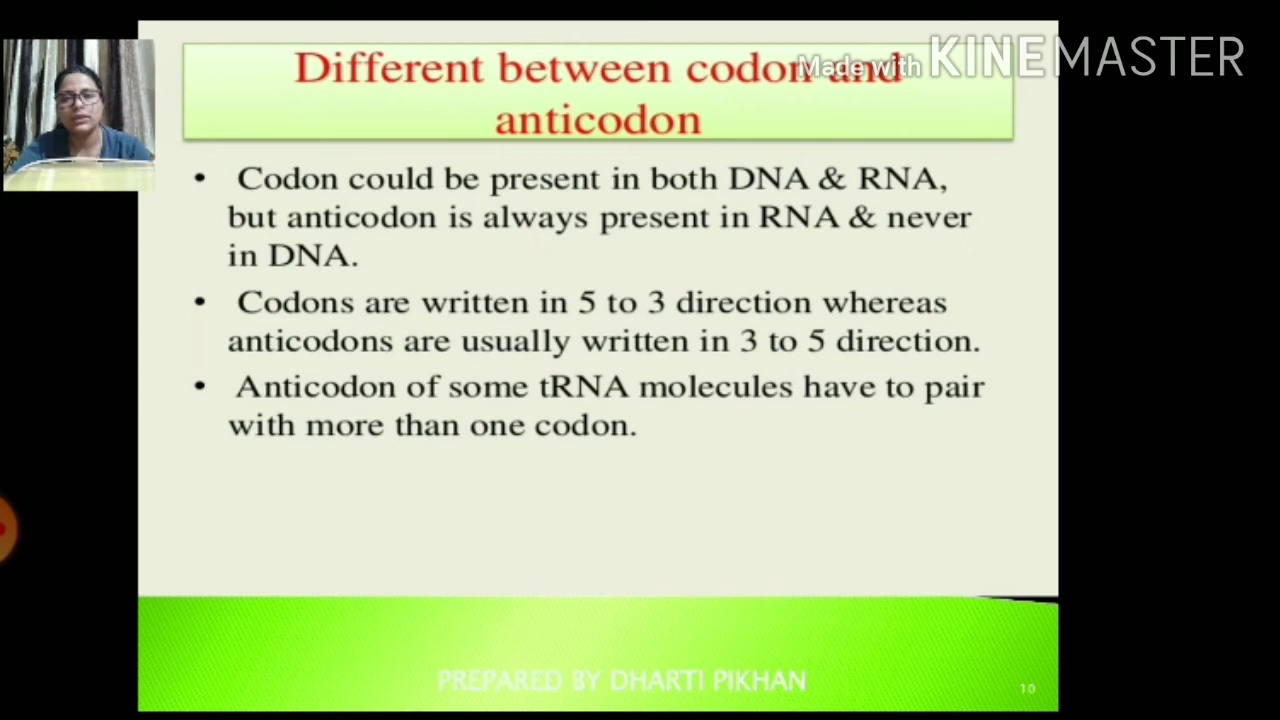 Different between codon and
anticodon
Made with KINEMASTER
• Codon could be present in both DNA & RNA,
but anticodon is always present in RNA & never
in DNA.
• Codons are written in 5 to 3 direction whereas
anticodons are usually written in 3 to 5 direction.
• Anticodon of some tRNA molecules have to pair
with more than one codon.
PREPARED BY DHARTI PIKHAN
10